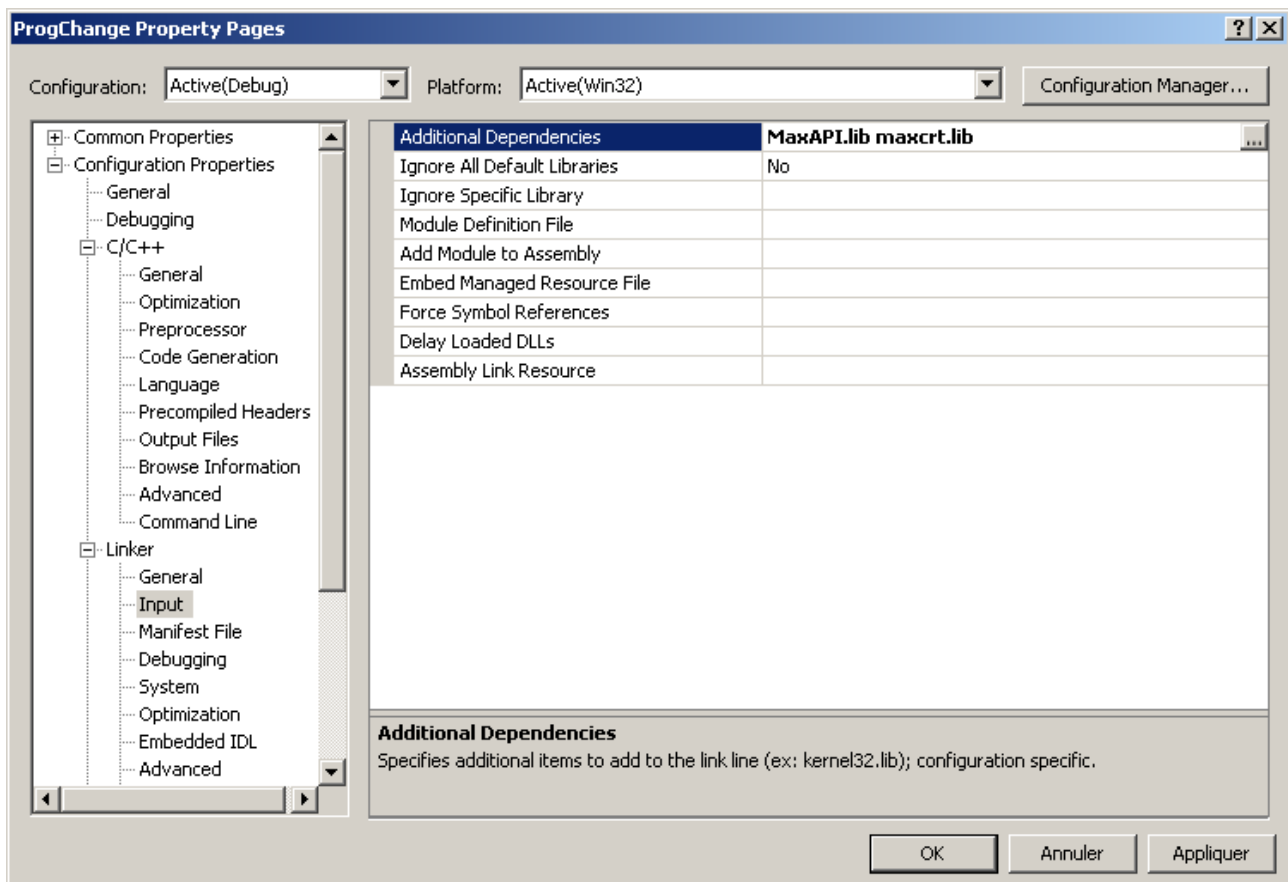 ProgChange Property Pages
Configuration: Active(Debug) Platform: Active(Win32) Configuration Manager...
Common Properties
Configuration Properties
General
Debugging
C/C++
General
Optimization
Preprocessor
Code Generation
Language
Precompiled Headers
Output Files
Browse Information
Advanced
Command Line
Linker
General
Input
Manifest File
Debugging
System
Optimization
Embedded IDL
Advanced
Additional Dependencies MaxAPI.lib maxcrt.lib ...
Ignore All Default Libraries No
Ignore Specific Library
Module Definition File
Add Module to Assembly
Embed Managed Resource File
Force Symbol References
Delay Loaded DLLs
Assembly Link Resource
Additional Dependencies
Specifies additional items to add to the link line (ex: kernel32.lib); configuration specific.
OK Annuler Appliquer